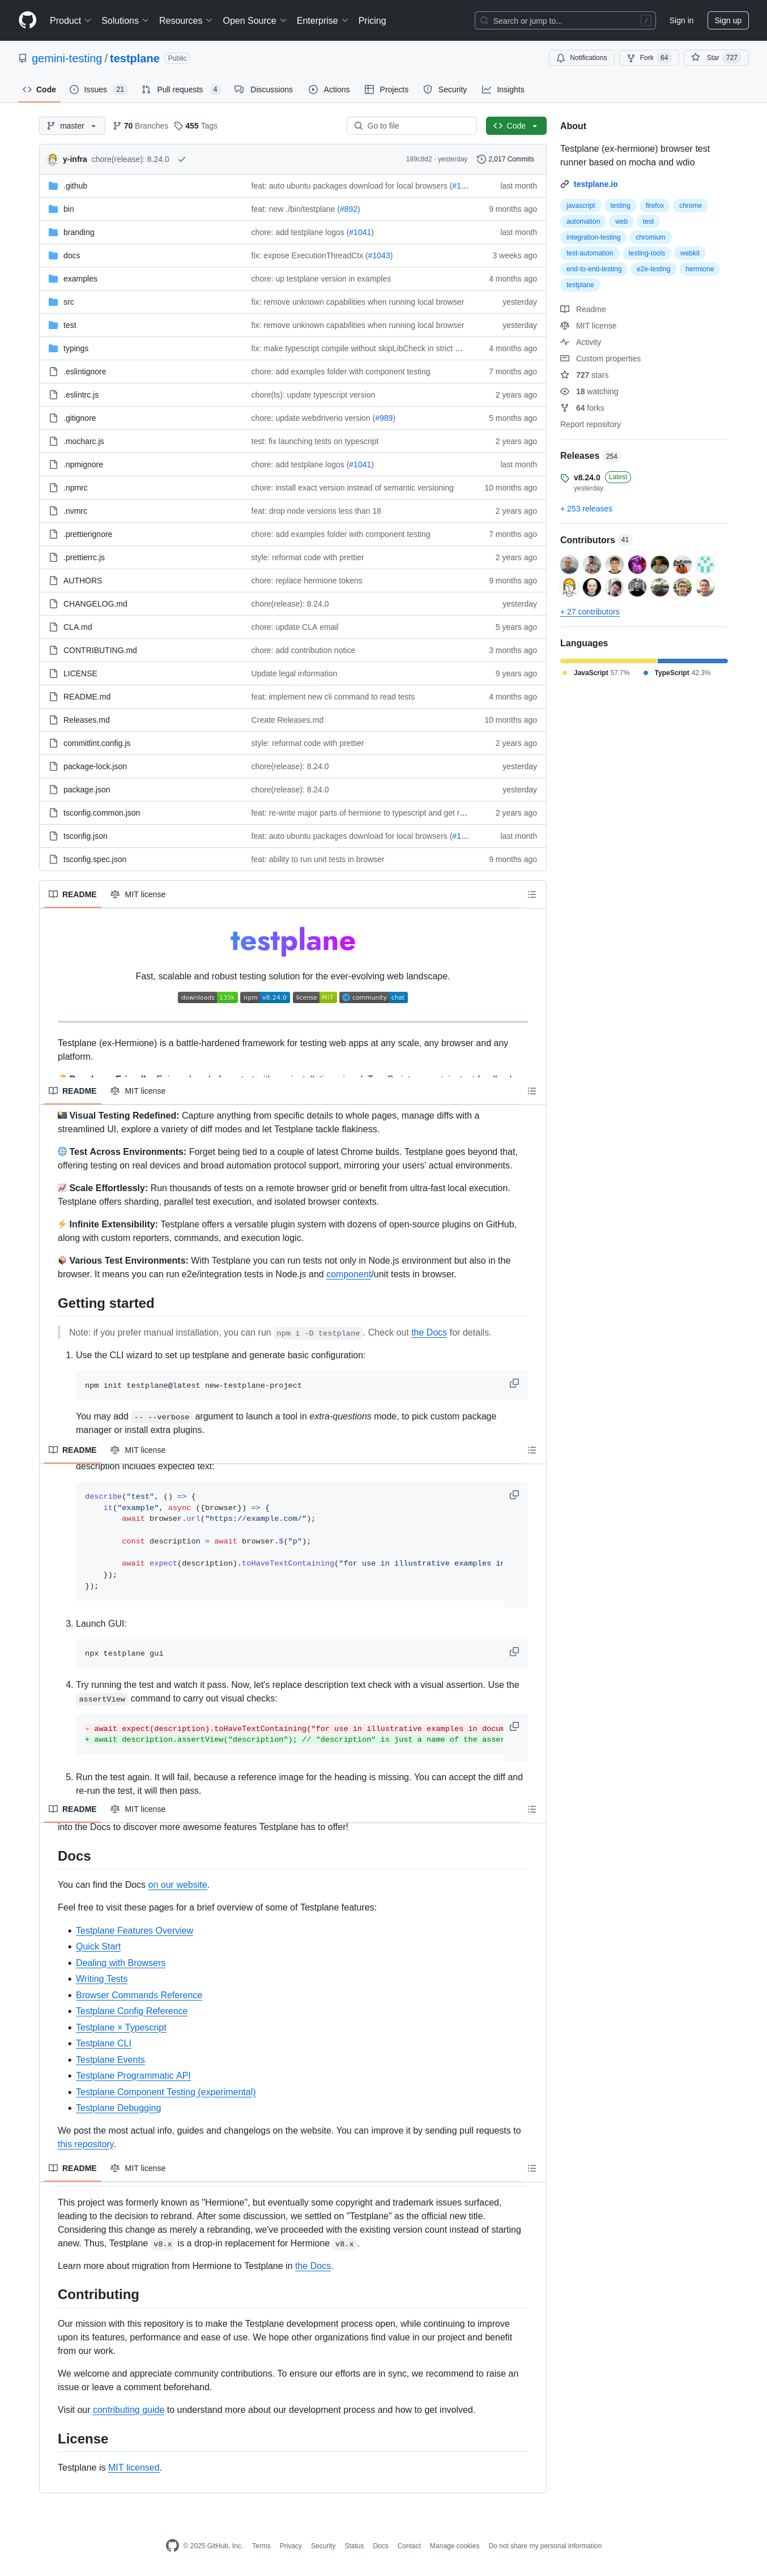 Product Solutions Resources Open Source Enterprise Pricing
Search or jump to... /
Sign in Sign up
gemini-testing / testplane Public
Notifications Fork 64 Star 727
Code Issues 21 Pull requests 4 Discussions Actions Projects Security Insights
master 70 Branches 455 Tags Go to file Code
y-infra chore(release): 8.24.0 189c8d2 · yesterday 2,017 Commits
.github feat: auto ubuntu packages download for local browsers (#1… last month
bin feat: new ./bin/testplane (#892) 9 months ago
branding chore: add testplane logos (#1041) last month
docs fix: expose ExecutionThreadCtx (#1043) 3 weeks ago
examples chore: up testplane version in examples 4 months ago
src fix: remove unknown capabilities when running local browser yesterday
test fix: remove unknown capabilities when running local browser yesterday
typings fix: make typescript compile without skipLibCheck in strict … 4 months ago
.eslintignore chore: add examples folder with component testing 7 months ago
.eslintrc.js chore(ts): update typescript version 2 years ago
.gitignore chore: update webdriverio version (#989) 5 months ago
.mocharc.js test: fix launching tests on typescript 2 years ago
.npmignore chore: add testplane logos (#1041) last month
.npmrc chore: install exact version instead of semantic versioning 10 months ago
.nvmrc feat: drop node versions less than 18 2 years ago
.prettierignore chore: add examples folder with component testing 7 months ago
.prettierrc.js style: reformat code with prettier 2 years ago
AUTHORS chore: replace hermione tokens 9 months ago
CHANGELOG.md chore(release): 8.24.0 yesterday
CLA.md chore: update CLA email 5 years ago
CONTRIBUTING.md chore: add contribution notice 3 months ago
LICENSE Update legal information 9 years ago
README.md feat: implement new cli command to read tests 4 months ago
Releases.md Create Releases.md 10 months ago
commitlint.config.js style: reformat code with prettier 2 years ago
package-lock.json chore(release): 8.24.0 yesterday
package.json chore(release): 8.24.0 yesterday
tsconfig.common.json feat: re-write major parts of hermione to typescript and get r… 2 years ago
tsconfig.json feat: auto ubuntu packages download for local browsers (#1… last month
tsconfig.spec.json feat: ability to run unit tests in browser 9 months ago
About
Testplane (ex-hermione) browser test
runner based on mocha and wdio
testplane.io
javascript testing firefox chrome
automation web test
integration-testing chromium
test-automation testing-tools webkit
end-to-end-testing e2e-testing hermione
testplane
Readme
MIT license
Activity
Custom properties
727 stars
18 watching
64 forks
Report repository
Releases 254
v8.24.0 Latest
yesterday
+ 253 releases
Contributors 41
+ 27 contributors
Languages
JavaScript 57.7% TypeScript 42.3%
README MIT license
testplane
Fast, scalable and robust testing solution for the ever-evolving web landscape.
downloads 133k npm v8.24.0 license MIT community chat
Testplane (ex-Hermione) is a battle-hardened framework for testing web apps at any scale, any browser and any
platform.
README MIT license
Visual Testing Redefined: Capture anything from specific details to whole pages, manage diffs with a
streamlined UI, explore a variety of diff modes and let Testplane tackle flakiness.
Test Across Environments: Forget being tied to a couple of latest Chrome builds. Testplane goes beyond that,
offering testing on real devices and broad automation protocol support, mirroring your users' actual environments.
Scale Effortlessly: Run thousands of tests on a remote browser grid or benefit from ultra-fast local execution.
Testplane offers sharding, parallel test execution, and isolated browser contexts.
Infinite Extensibility: Testplane offers a versatile plugin system with dozens of open-source plugins on GitHub,
along with custom reporters, commands, and execution logic.
Various Test Environments: With Testplane you can run tests not only in Node.js environment but also in the
browser. It means you can run e2e/integration tests in Node.js and component/unit tests in browser.
Getting started
Note: if you prefer manual installation, you can run npm i -D testplane. Check out the Docs for details.
1. Use the CLI wizard to set up testplane and generate basic configuration:
npm init testplane@latest new-testplane-project
You may add -- --verbose argument to launch a tool in extra-questions mode, to pick custom package
manager or install extra plugins.
README MIT license
description includes expected text:
describe("test", () => {
it("example", async ({browser}) => {
await browser.url("https://example.com/");
const description = await browser.$("p");
await expect(description).toHaveTextContaining("for use in illustrative examples in
});
});
3. Launch GUI:
npx testplane gui
4. Try running the test and watch it pass. Now, let's replace description text check with a visual assertion. Use the
assertView command to carry out visual checks:
- await expect(description).toHaveTextContaining("for use in illustrative examples in docum
+ await description.assertView("description"); // "description" is just a name of the asser
5. Run the test again. It will fail, because a reference image for the heading is missing. You can accept the diff and
re-run the test, it will then pass.
README MIT license
into the Docs to discover more awesome features Testplane has to offer!
Docs
You can find the Docs on our website.
Feel free to visit these pages for a brief overview of some of Testplane features:
Testplane Features Overview
Quick Start
Dealing with Browsers
Writing Tests
Browser Commands Reference
Testplane Config Reference
Testplane × Typescript
Testplane CLI
Testplane Events
Testplane Programmatic API
Testplane Component Testing (experimental)
Testplane Debugging
We post the most actual info, guides and changelogs on the website. You can improve it by sending pull requests to
this repository.
README MIT license
This project was formerly known as "Hermione", but eventually some copyright and trademark issues surfaced,
leading to the decision to rebrand. After some discussion, we settled on "Testplane" as the official new title.
Considering this change as merely a rebranding, we've proceeded with the existing version count instead of starting
anew. Thus, Testplane v8.x is a drop-in replacement for Hermione v8.x.
Learn more about migration from Hermione to Testplane in the Docs.
Contributing
Our mission with this repository is to make the Testplane development process open, while continuing to improve
upon its features, performance and ease of use. We hope other organizations find value in our project and benefit
from our work.
We welcome and appreciate community contributions. To ensure our efforts are in sync, we recommend to raise an
issue or leave a comment beforehand.
Visit our contributing guide to understand more about our development process and how to get involved.
License
Testplane is MIT licensed.
© 2025 GitHub, Inc. Terms Privacy Security Status Docs Contact Manage cookies Do not share my personal information